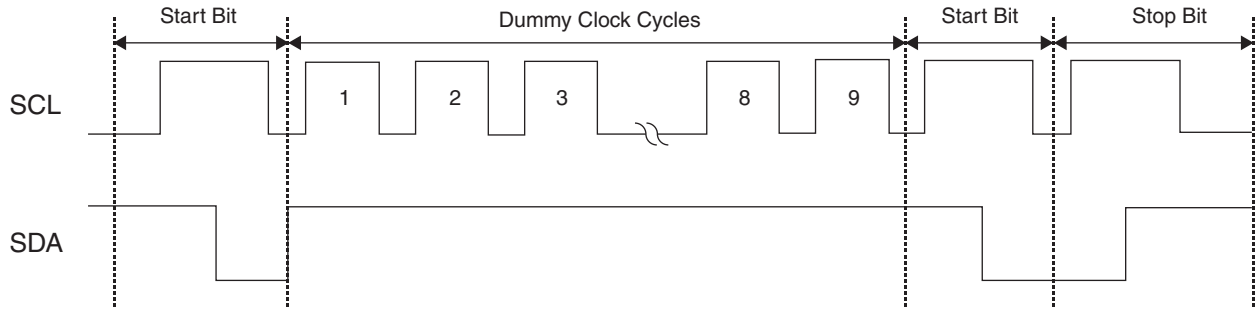 Start Bit Dummy Clock Cycles Start Bit Stop Bit
SCL 1 2 3 8 9
SDA